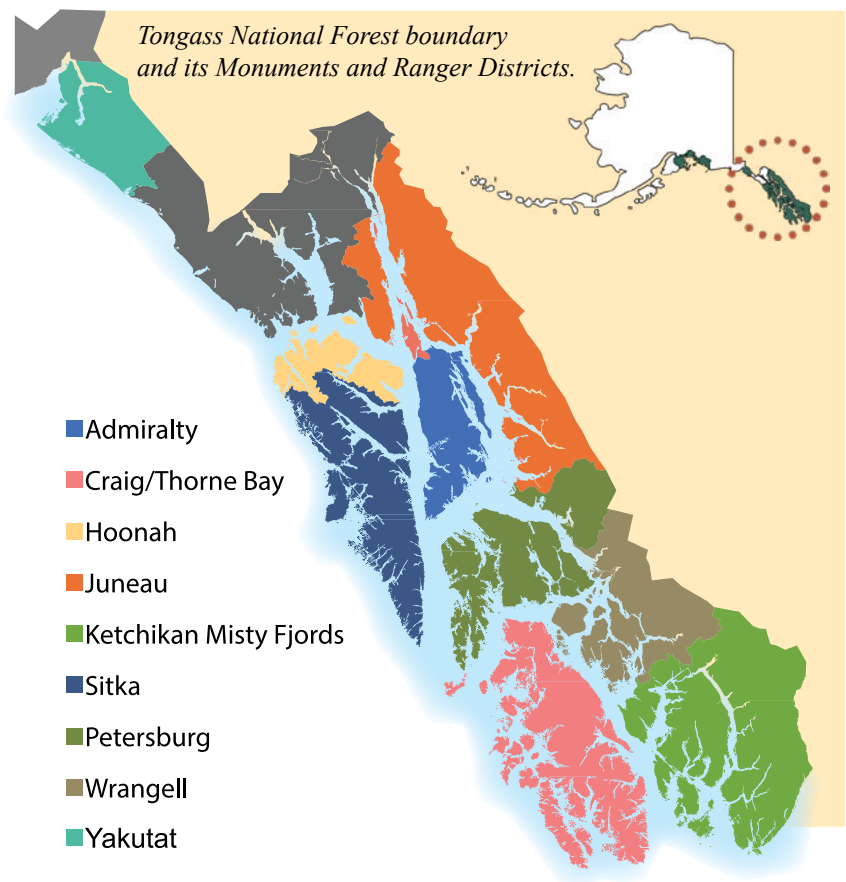 Tongass National Forest boundary
and its Monuments and Ranger Districts.
Admiralty
Craig/Thorne Bay
Hoonah
Juneau
Ketchikan Misty Fjords
Sitka
Petersburg
Wrangell
Yakutat